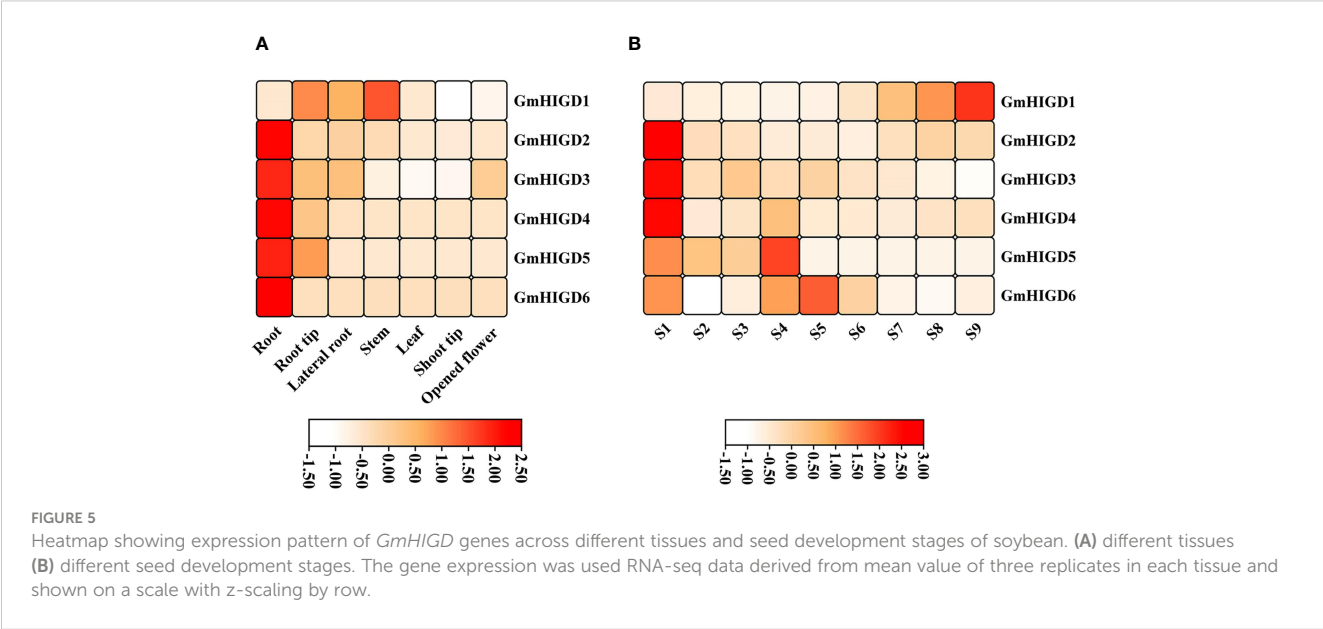 A
B
GmHIGD1
GmHIGD2
GmHIGD3
GmHIGD4
GmHIGD5
GmHIGD6
Root
Root tip
Lateral root
Stem
Leaf
Shoot tip
Opened flower
-1.50
-1.00
-0.50
0.00
0.50
1.00
1.50
2.00
2.50
GmHIGD1
GmHIGD2
GmHIGD3
GmHIGD4
GmHIGD5
GmHIGD6
S1
S2
S3
S4
S5
S6
S7
S8
S9
-1.50
-1.00
-0.50
0.00
0.50
1.00
1.50
2.00
2.50
3.00
FIGURE 5
Heatmap showing expression pattern of GmHIGD genes across different tissues and seed development stages of soybean. (A) different tissues
(B) different seed development stages. The gene expression was used RNA-seq data derived from mean value of three replicates in each tissue and
shown on a scale with z-scaling by row.